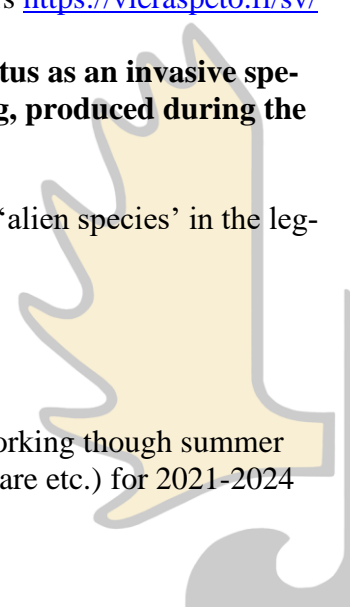 s https://vieraspeto.fi/sv/
tus as an invasive spe-
g, produced during the
‘alien species’ in the leg-
orking though summer
are etc.) for 2021-2024